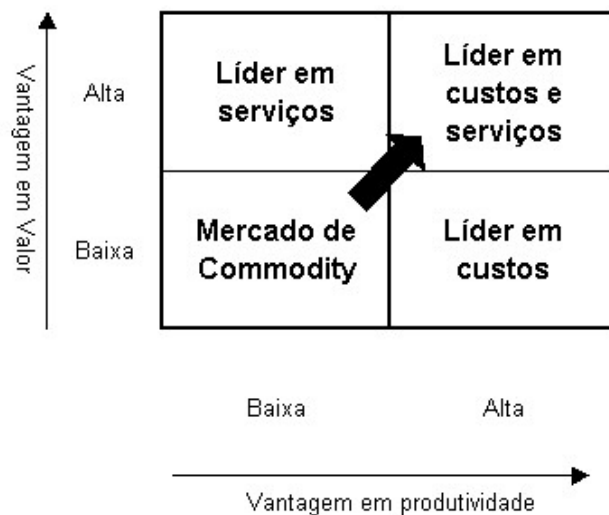 Vantagem em Valor
Alta
Líder em
serviços
Líder em
custos e
serviços
Baixa
Mercado de
Commodity
Líder em
custos
Baixa
Alta
Vantagem em produtividade